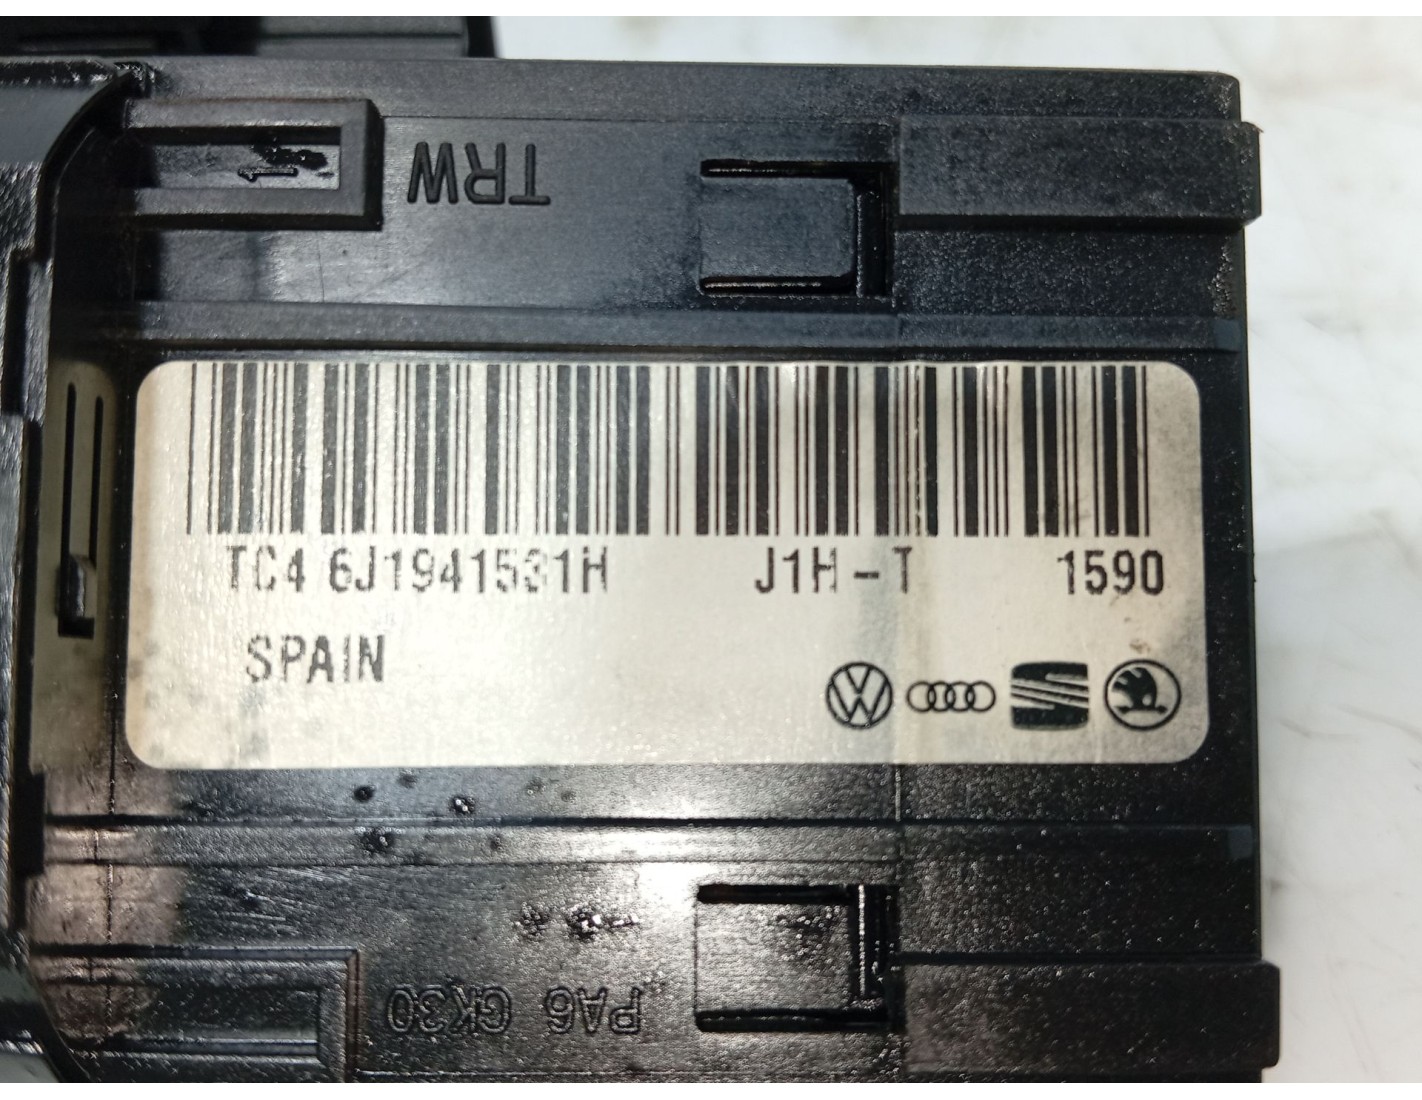 TRW
TC4 6J1941531H J1H-T 1590
SPAIN
PA6 GK30